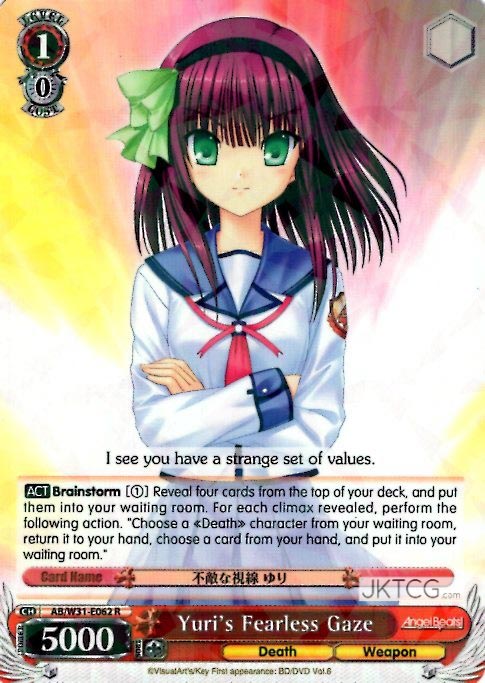 LEVEL
1
0
COST
I see you have a strange set of values.
ACT Brainstorm [①] Reveal four cards from the top of your deck, and put
them into your waiting room. For each climax revealed, perform the
following action. "Choose a «Death» character from your waiting room,
return it to your hand, choose a card from your hand, and put it into your
waiting room."
Card Name
不敵な視線 ゆり
JKTCG.com
CH AB/W31-E062 R
5000
Yuri's Fearless Gaze
Angel Beats!
Death
Weapon
©VisualArt's/Key First appearance: BD/DVD Vol.6